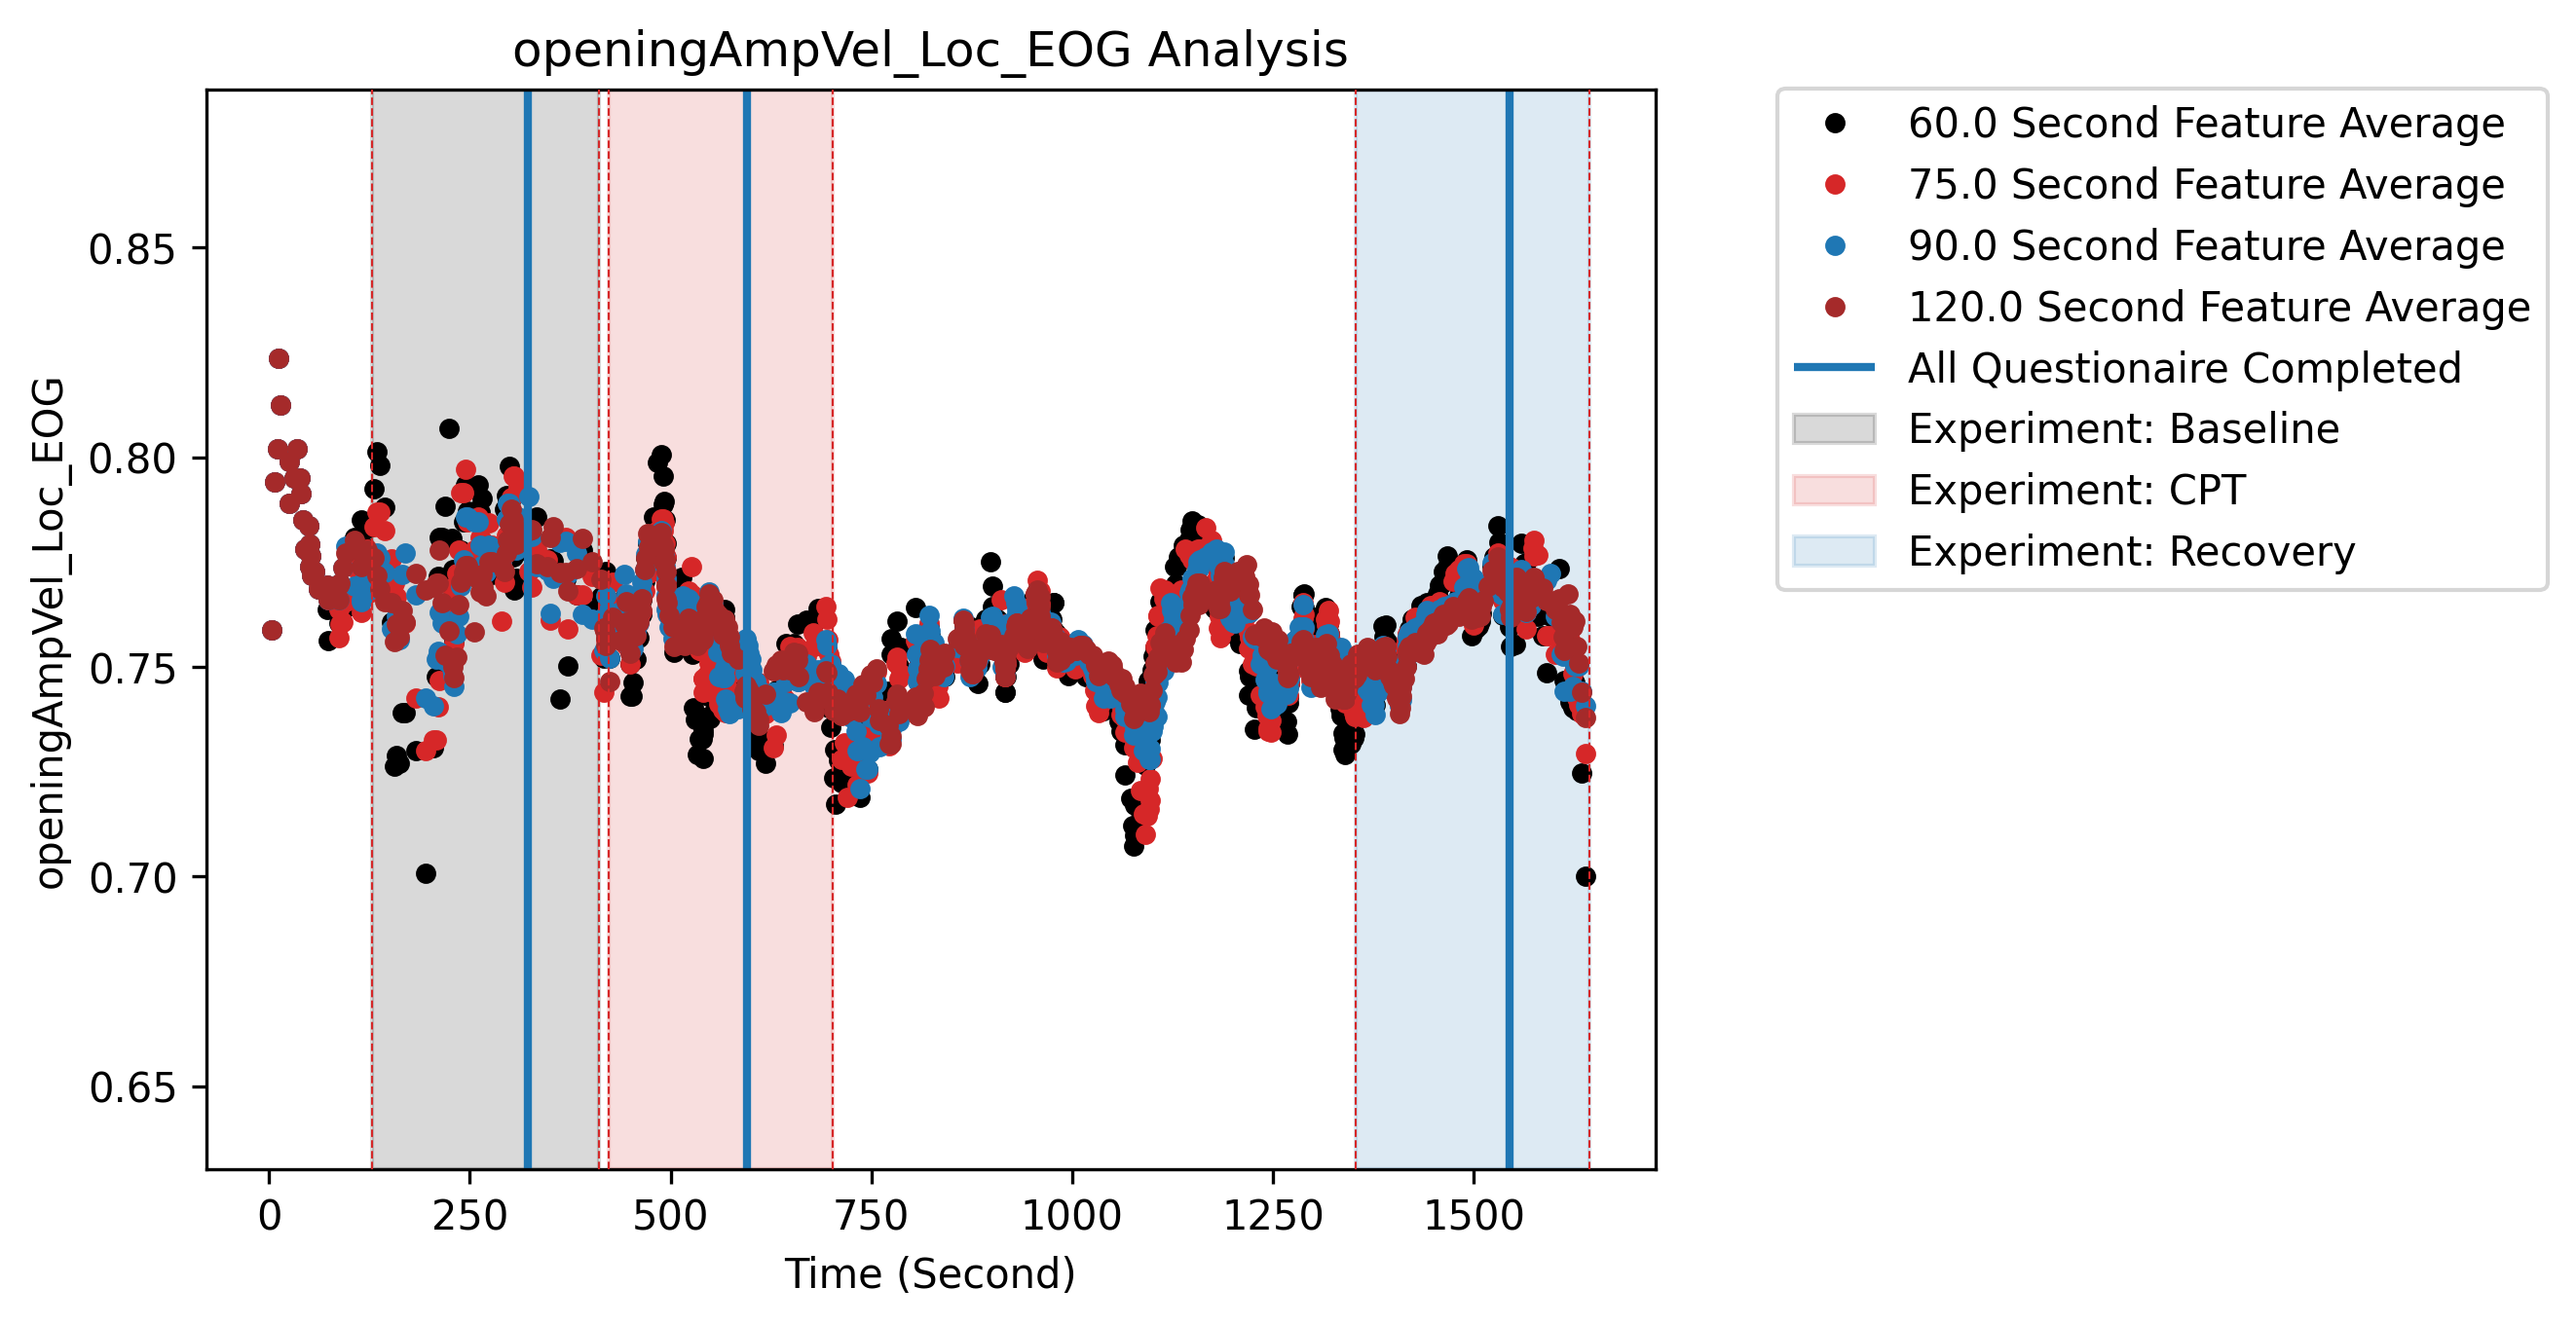 openingAmpVel_Loc_EOG Analysis
openingAmpVel_Loc_EOG
0.85
0.80
0.75
0.70
0.65
0
250
500
750
1000
1250
1500
Time (Second)
60.0 Second Feature Average
75.0 Second Feature Average
90.0 Second Feature Average
120.0 Second Feature Average
All Questionaire Completed
Experiment: Baseline
Experiment: CPT
Experiment: Recovery